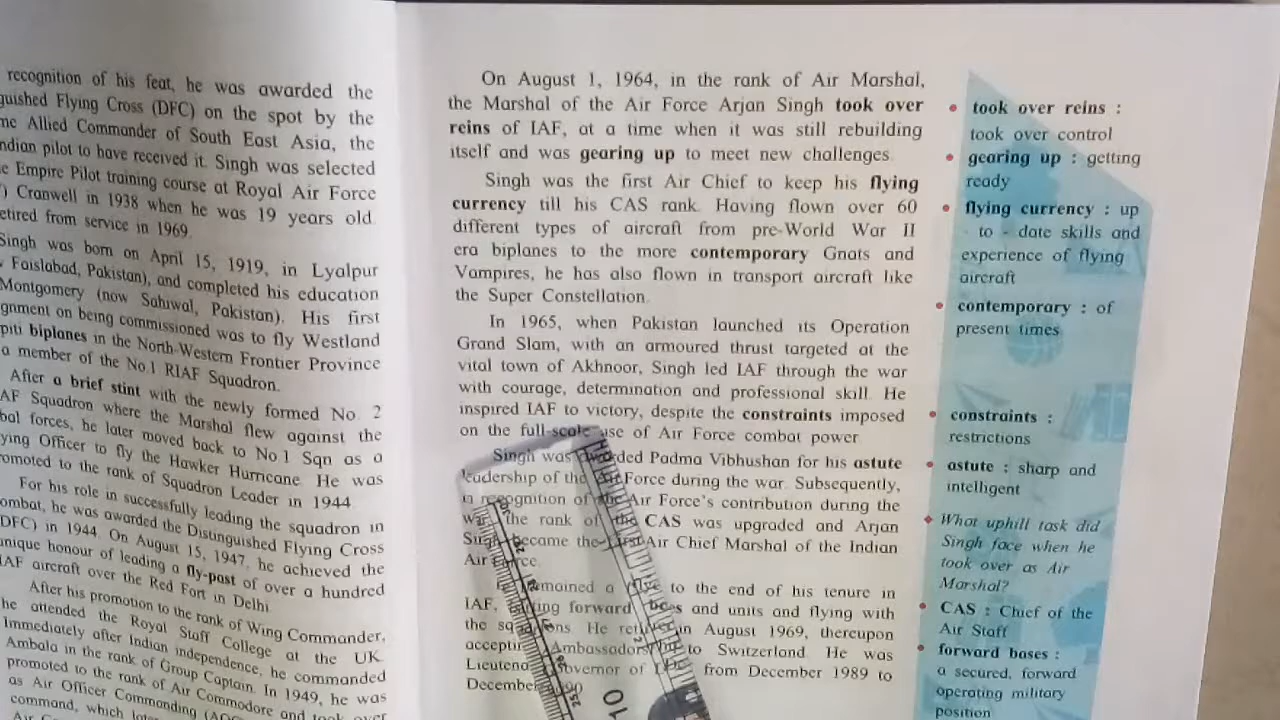 recognition of his feat, he was awarded the
guished Flying Cross (DFC) on the spot by the
me Allied Commander of South East Asia, the
ndian pilot to have received it. Singh was selected
e Empire Pilot training course at Royal Air Force
) Cranwell in 1938 when he was 19 years old.
etired from service in 1969.
Singh was born on April 15, 1919, in Lyalpur
Faislabad, Pakistan), and completed his education
Montgomery (now Sahiwal, Pakistan). His first
gnment on being commissioned was to fly Westland
piti biplanes in the North-Western Frontier Province
a member of the No.1 RIAF Squadron.
After a brief stint with the newly formed No. 2
AF Squadron where the Marshal flew against the
bal forces, he later moved back to No.1 Sqn as a
ying Officer to fly the Hawker Hurricane. He was
omoted to the rank of Squadron Leader in 1944.
For his role in successfully leading the squadron in
ombat, he was awarded the Distinguished Flying Cross
DFC) in 1944. On August 15, 1947, he achieved the
unique honour of leading a fly-past of over a hundred
IAF aircraft over the Red Fort in Delhi.
After his promotion to the rank of Wing Commander,
he attended the Royal Staff College at the UK.
Immediately after Indian independence, he commanded
Ambala in the rank of Group Captain. In 1949, he was
promoted to the rank of Air Commodore and took over
as Air Officer Commanding
command, which
On August 1, 1964, in the rank of Air Marshal,
the Marshal of the Air Force Arjan Singh took over
reins of IAF, at a time when it was still rebuilding
itself and was gearing up to meet new challenges.
Singh was the first Air Chief to keep his flying
currency till his CAS rank. Having flown over 60
different types of aircraft from pre-World War II
era biplanes to the more contemporary Gnats and
Vampires, he has also flown in transport aircraft like
the Super Constellation.
In 1965, when Pakistan launched its Operation
Grand Slam, with an armoured thrust targeted at the
vital town of Akhnoor, Singh led IAF through the war
with courage, determination and professional skill. He
inspired IAF to victory, despite the constraints imposed
on the full-scale use of Air Force combat power.
Singh was awarded Padma Vibhushan for his astute
leadership of the Air Force during the war. Subsequently,
in recognition of the Air Force's contribution during the
war, the rank of the CAS was upgraded and Arjan
Singh became the first Air Chief Marshal of the Indian
Air Force.
remained a to the end of his tenure in
IAF, forward bases and units and flying with
the He in August 1969, thereupon
to Switzerland. He was
from December 1989 to
December
took over reins :
took over control
gearing up : getting
ready
flying currency : up
to - date skills and
experience of flying
aircraft
contemporary : of
present times
constraints :
restrictions
astute : sharp and
intelligent
What uphill task did
Singh face when he
took over as Air
Marshal?
CAS : Chief of the
Air Staff
forward bases :
a secured, forward
operating military
position
10